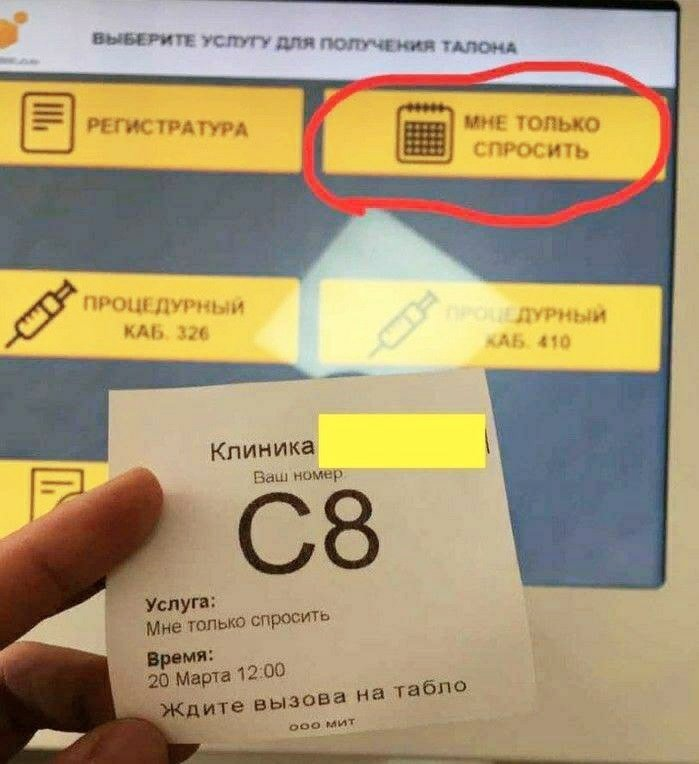 ВЫБЕРИТЕ УСЛУГУ ДЛЯ ПОЛУЧЕНИЯ ТАЛОНА
РЕГИСТРАТУРА
МНЕ ТОЛЬКО
СПРОСИТЬ
ПРОЦЕДУРНЫЙ
КАБ. 326
ПРОЦЕДУРНЫЙ
КАБ. 410
Клиника
Ваш номер
С8
Услуга:
Мне только спросить
Время:
20 Марта 12:00
Ждите вызова на табло
ООО МИТ